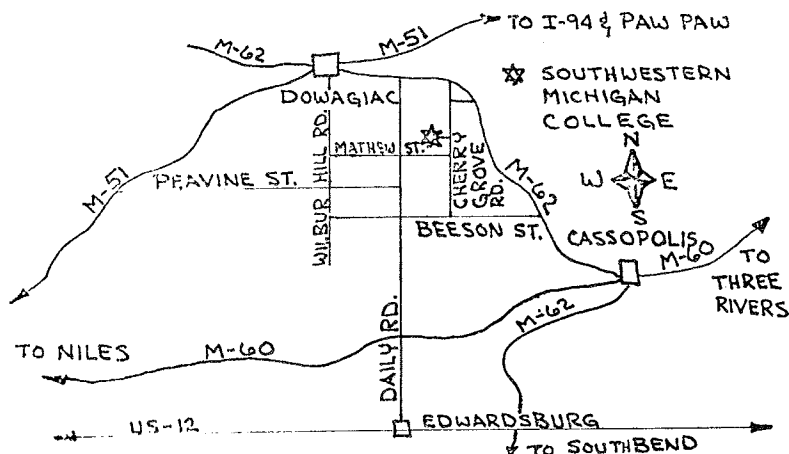 M-62
M-51
TO I-94 & PAW PAW
DOWAGIAC
SOUTHWESTERN
MICHIGAN
COLLEGE
N
W E
S
WILBUR HILL RD.
MATHEW ST.
CHERRY
GROVE
RD.
M-62
M-51
PEAVINE ST.
BEESON ST.
CASSOPOLIS
M-60
TO
THREE
RIVERS
DAILY RD.
M-62
TO NILES
M-60
US-12
EDWARDSBURG
TO SOUTHBEND